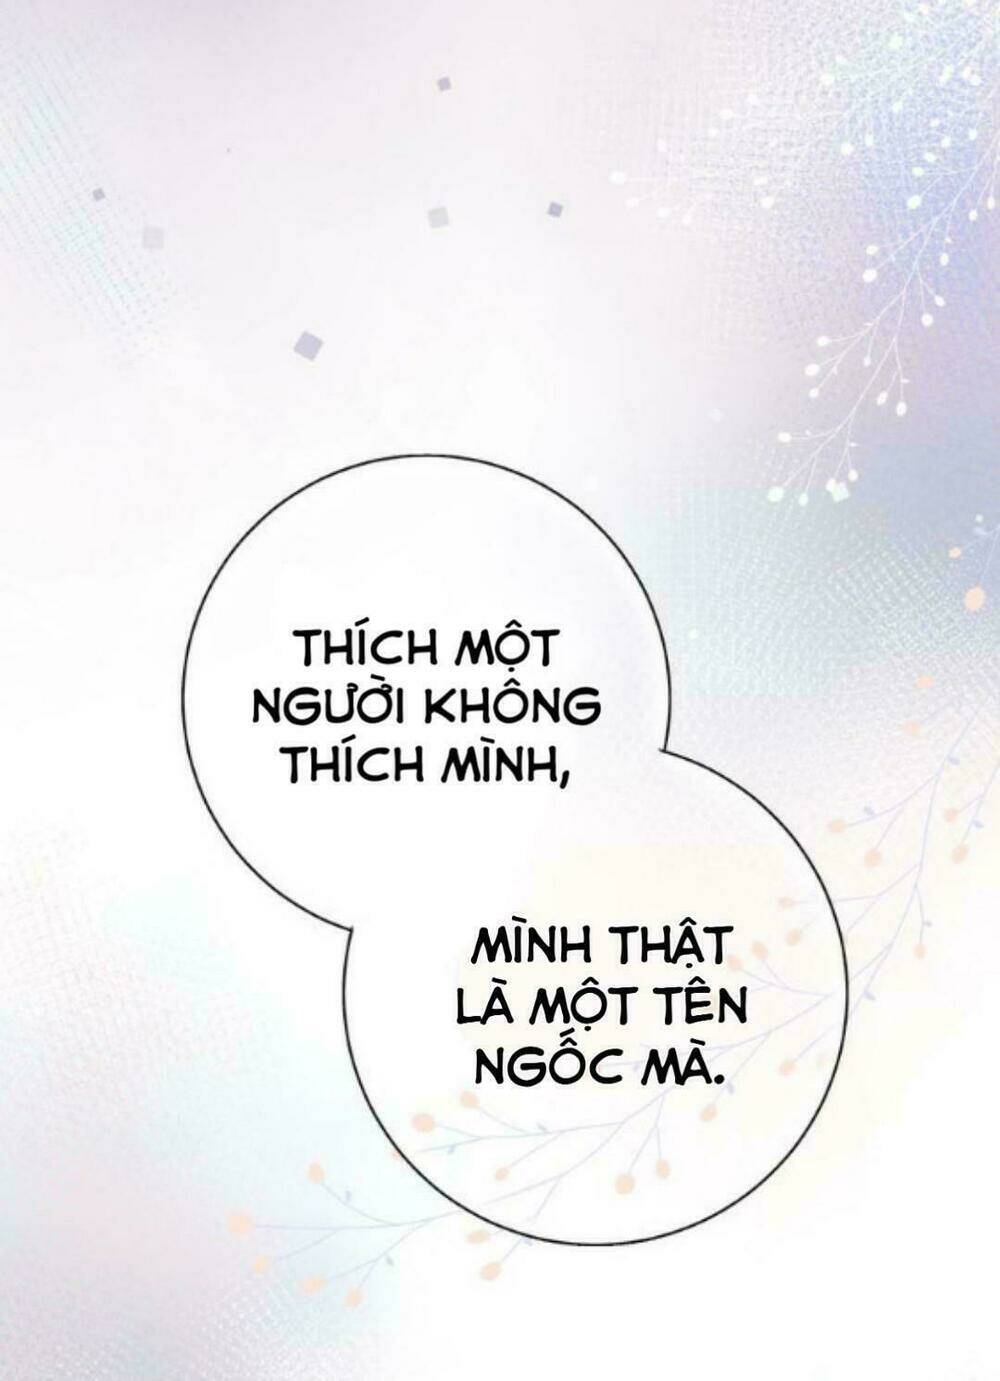 THÍCH MỘT
NGƯỜI KHÔNG
THÍCH MÌNH,
MÌNH THẬT
LÀ MỘT TÊN
NGỐC MÀ.